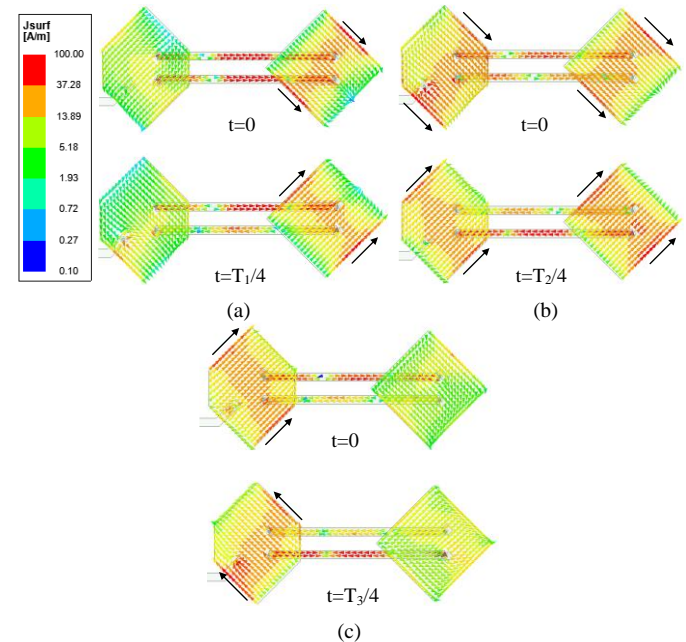 Jsurf
[A/m]
100.00
37.28
13.89
5.18
1.93
0.72
0.27
0.10
t=0
t=0
t=T₁/4
t=T₂/4
(a)
(b)
t=0
t=T₃/4
(c)